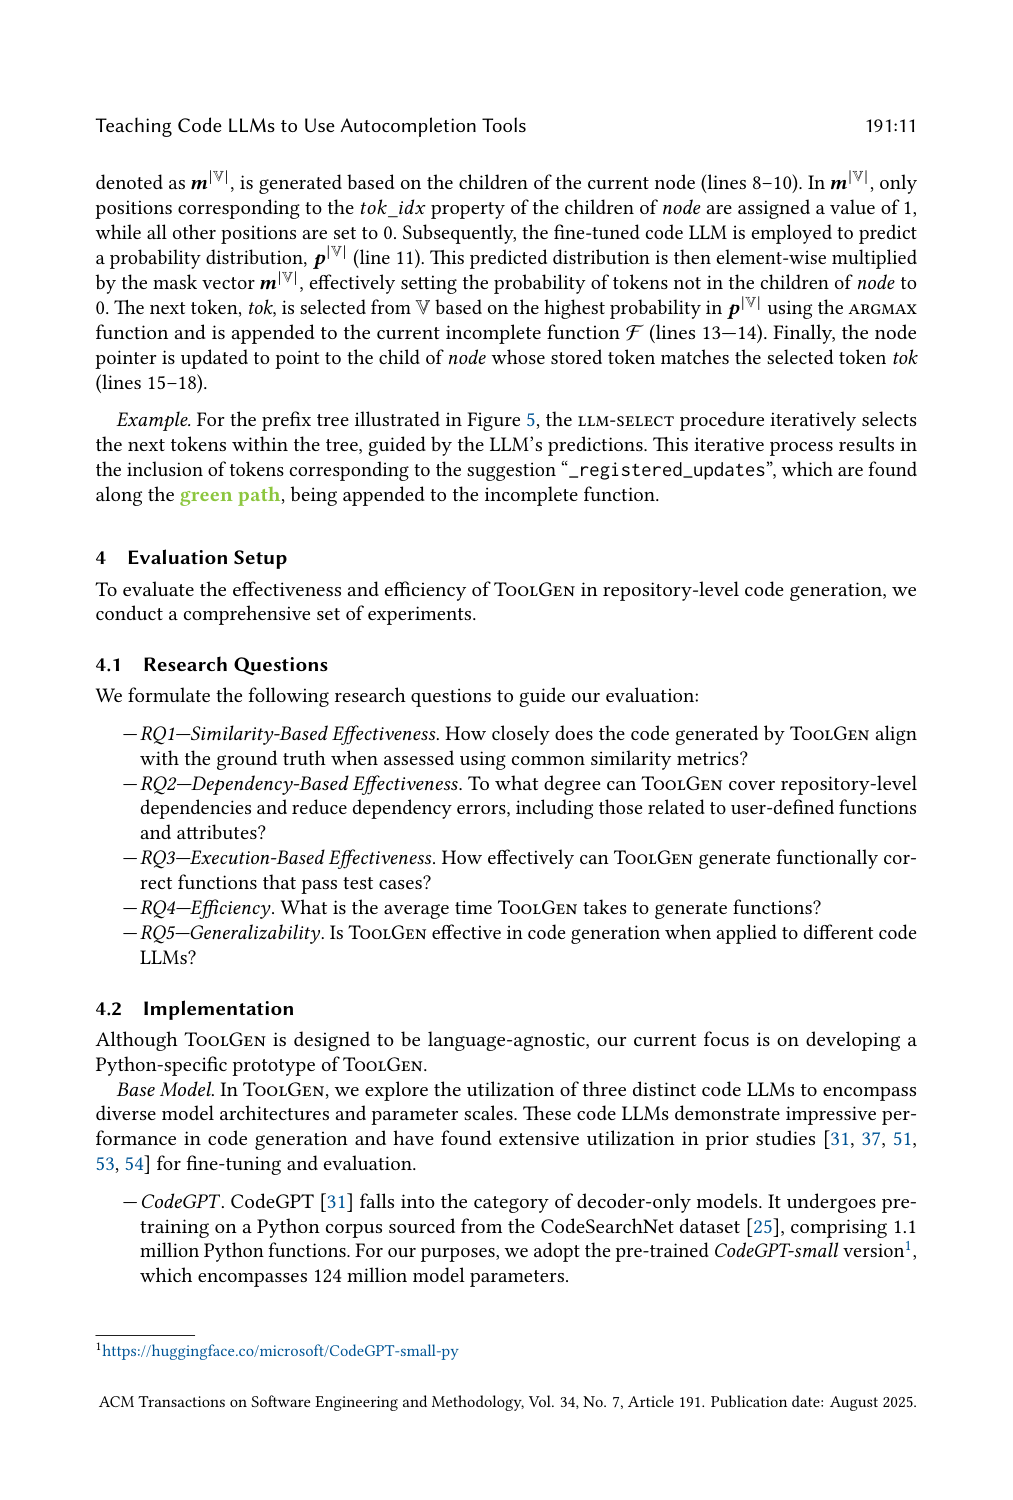 Teaching Code LLMs to Use Autocompletion Tools 191:11
denoted as m|𝕍|, is generated based on the children of the current node (lines 8–10). In m|𝕍|, only
positions corresponding to the tok_idx property of the children of node are assigned a value of 1,
while all other positions are set to 0. Subsequently, the fine-tuned code LLM is employed to predict
a probability distribution, p|𝕍| (line 11). This predicted distribution is then element-wise multiplied
by the mask vector m|𝕍|, effectively setting the probability of tokens not in the children of node to
0. The next token, tok, is selected from 𝕍 based on the highest probability in p|𝕍| using the ARGMAX
function and is appended to the current incomplete function ℱ (lines 13—14). Finally, the node
pointer is updated to point to the child of node whose stored token matches the selected token tok
(lines 15–18).
Example. For the prefix tree illustrated in Figure 5, the LLM-SELECT procedure iteratively selects
the next tokens within the tree, guided by the LLM's predictions. This iterative process results in
the inclusion of tokens corresponding to the suggestion “_registered_updates”, which are found
along the green path, being appended to the incomplete function.
4 Evaluation Setup
To evaluate the effectiveness and efficiency of ToolGen in repository-level code generation, we
conduct a comprehensive set of experiments.
4.1 Research Questions
We formulate the following research questions to guide our evaluation:
—RQ1—Similarity-Based Effectiveness. How closely does the code generated by ToolGen align
with the ground truth when assessed using common similarity metrics?
—RQ2—Dependency-Based Effectiveness. To what degree can ToolGen cover repository-level
dependencies and reduce dependency errors, including those related to user-defined functions
and attributes?
—RQ3—Execution-Based Effectiveness. How effectively can ToolGen generate functionally cor-
rect functions that pass test cases?
—RQ4—Efficiency. What is the average time ToolGen takes to generate functions?
—RQ5—Generalizability. Is ToolGen effective in code generation when applied to different code
LLMs?
4.2 Implementation
Although ToolGen is designed to be language-agnostic, our current focus is on developing a
Python-specific prototype of ToolGen.
Base Model. In ToolGen, we explore the utilization of three distinct code LLMs to encompass
diverse model architectures and parameter scales. These code LLMs demonstrate impressive per-
formance in code generation and have found extensive utilization in prior studies [31, 37, 51,
53, 54] for fine-tuning and evaluation.
—CodeGPT. CodeGPT [31] falls into the category of decoder-only models. It undergoes pre-
training on a Python corpus sourced from the CodeSearchNet dataset [25], comprising 1.1
million Python functions. For our purposes, we adopt the pre-trained CodeGPT-small version1,
which encompasses 124 million model parameters.
1https://huggingface.co/microsoft/CodeGPT-small-py
ACM Transactions on Software Engineering and Methodology, Vol. 34, No. 7, Article 191. Publication date: August 2025.